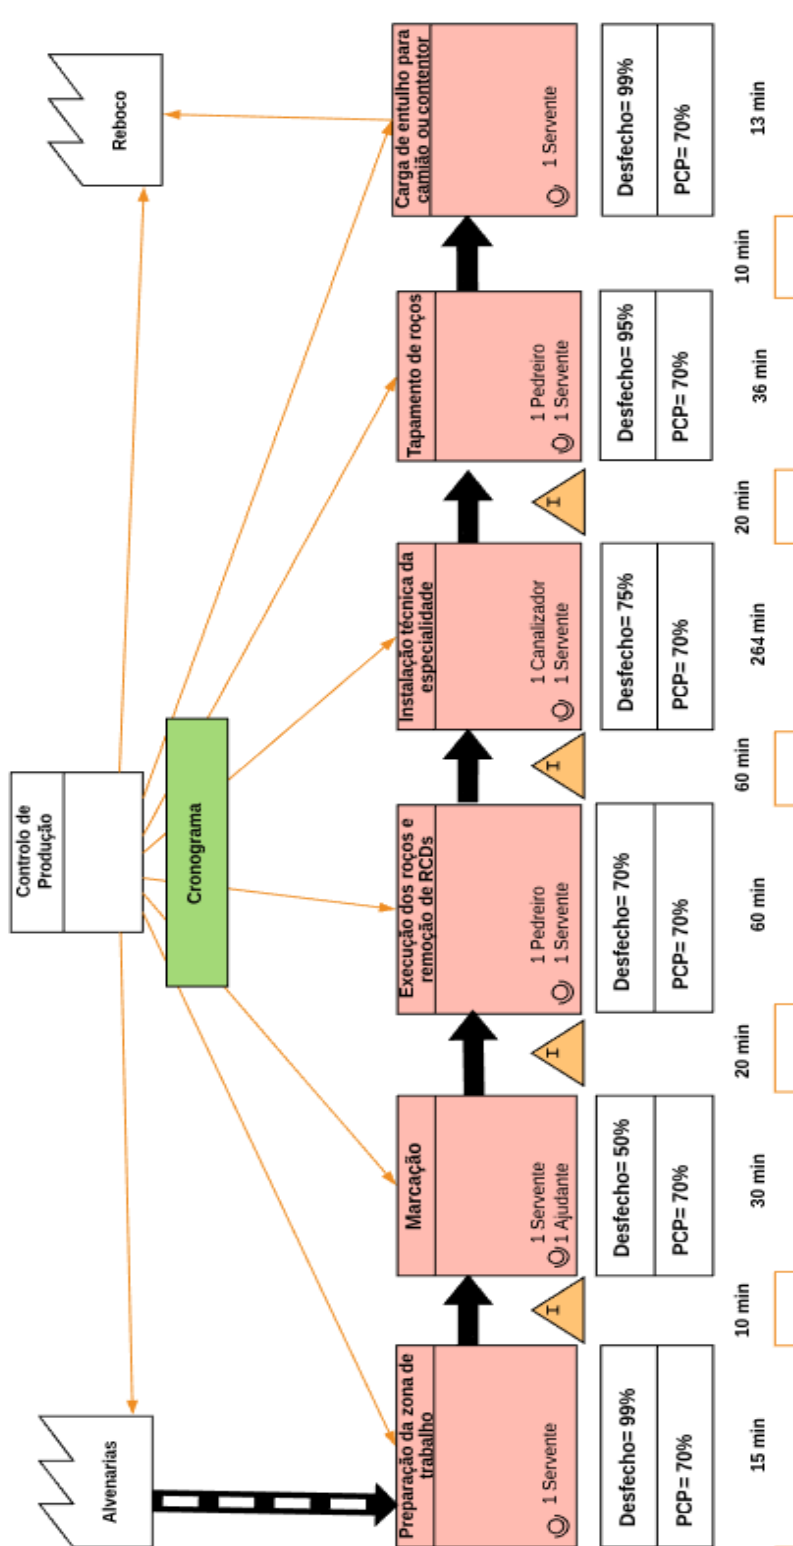 Controlo de
Produção
Alvenarias
Reboco
Cronograma
Preparação da zona de
trabalho
1 Servente
Desfecho= 99%
PCP= 70%
15 min
10 min
I
Marcação
1 Servente
1 Ajudante
Desfecho= 50%
PCP= 70%
30 min
20 min
I
Execução dos roços e
remoção de RCDs
1 Pedreiro
1 Servente
Desfecho= 70%
PCP= 70%
60 min
60 min
I
Instalação técnica da
especialidade
1 Canalizador
1 Servente
Desfecho= 75%
PCP= 70%
264 min
20 min
I
Tapamento de roços
1 Pedreiro
1 Servente
Desfecho= 95%
PCP= 70%
36 min
10 min
Carga de entulho para
camião ou contentor
1 Servente
Desfecho= 99%
PCP= 70%
13 min